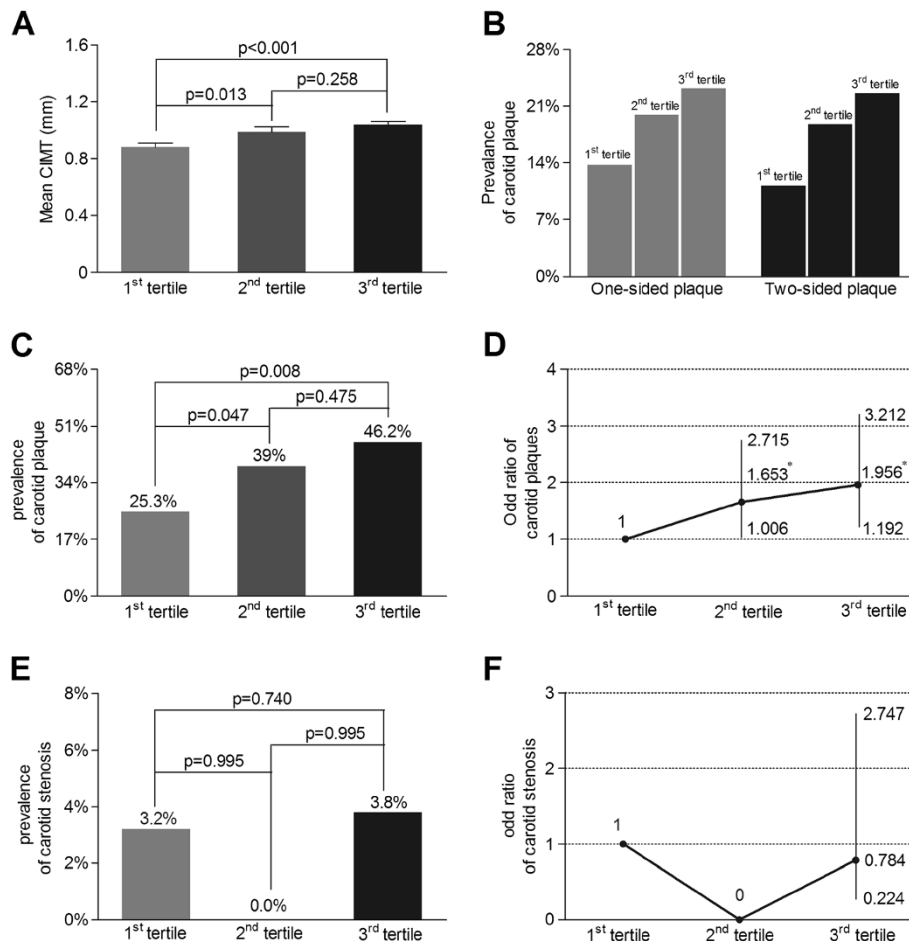 A
1.6
1.2
0.8
0.4
0
Mean CIMT (mm)
p<0.001
p=0.258
p=0.013
1st tertile
2nd tertile
3rd tertile
B
28%
21%
14%
7%
0%
Prevalance
of carotid plaque
1st tertile
2nd tertile
3rd tertile
1st tertile
2nd tertile
3rd tertile
One-sided plaque
Two-sided plaque
C
68%
51%
34%
17%
0%
prevalence
of carotid plaque
p=0.008
p=0.475
p=0.047
25.3%
39%
46.2%
1st tertile
2nd tertile
3rd tertile
D
4
3
2
1
0
Odd ratio of
carotid plaques
1
2.715
1.653*
1.006
3.212
1.956*
1.192
1st tertile
2nd tertile
3rd tertile
E
8%
6%
4%
2%
0%
prevalence
of carotid stenosis
p=0.740
p=0.995
p=0.995
3.2%
0.0%
3.8%
1st tertile
2nd tertile
3rd tertile
F
3
2
1
0
odd ratio
of carotid stenosis
1
0
2.747
0.784
0.224
1st tertile
2nd tertile
3rd tertile